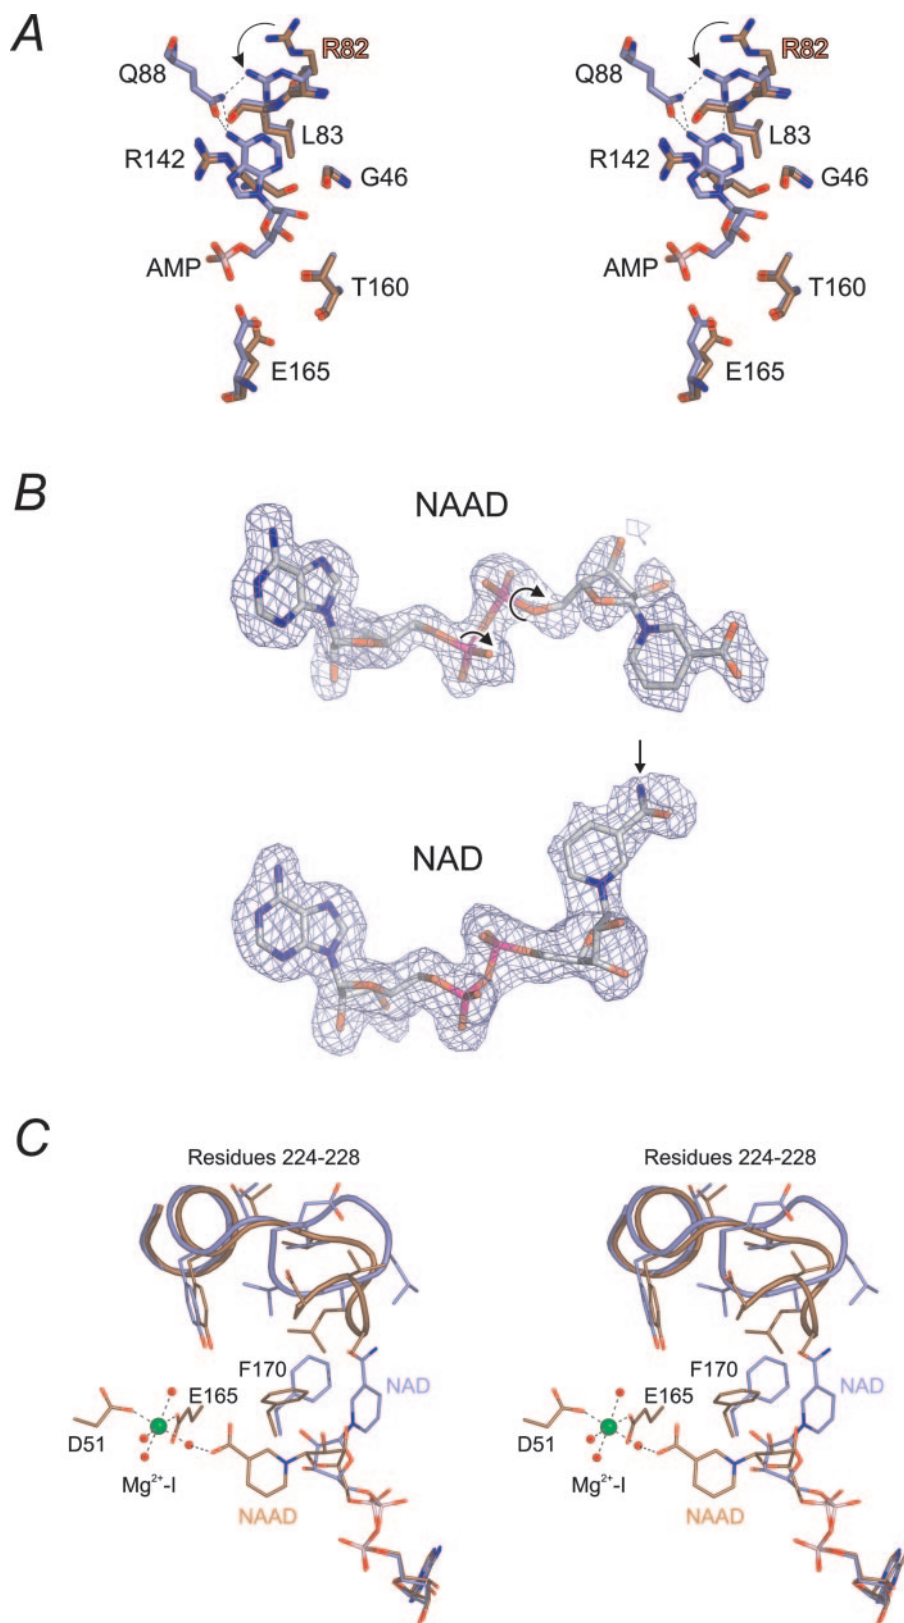 A
R82
Q88
L83
R142
G46
AMP
T160
E165
R82
Q88
L83
R142
G46
AMP
T160
E165
B
NAAD
NAD
C
Residues 224-228
F170
NAD
E165
D51
Mg²⁺-I
NAAD
Residues 224-228
F170
NAD
E165
D51
Mg²⁺-I
NAAD